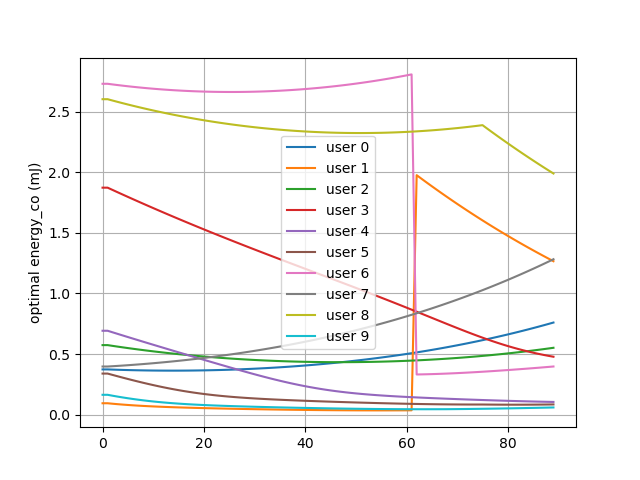 optimal energy_co (mJ)
2.5
2.0
1.5
1.0
0.5
0.0
user 0
user 1
user 2
user 3
user 4
user 5
user 6
user 7
user 8
user 9
0 20 40 60 80